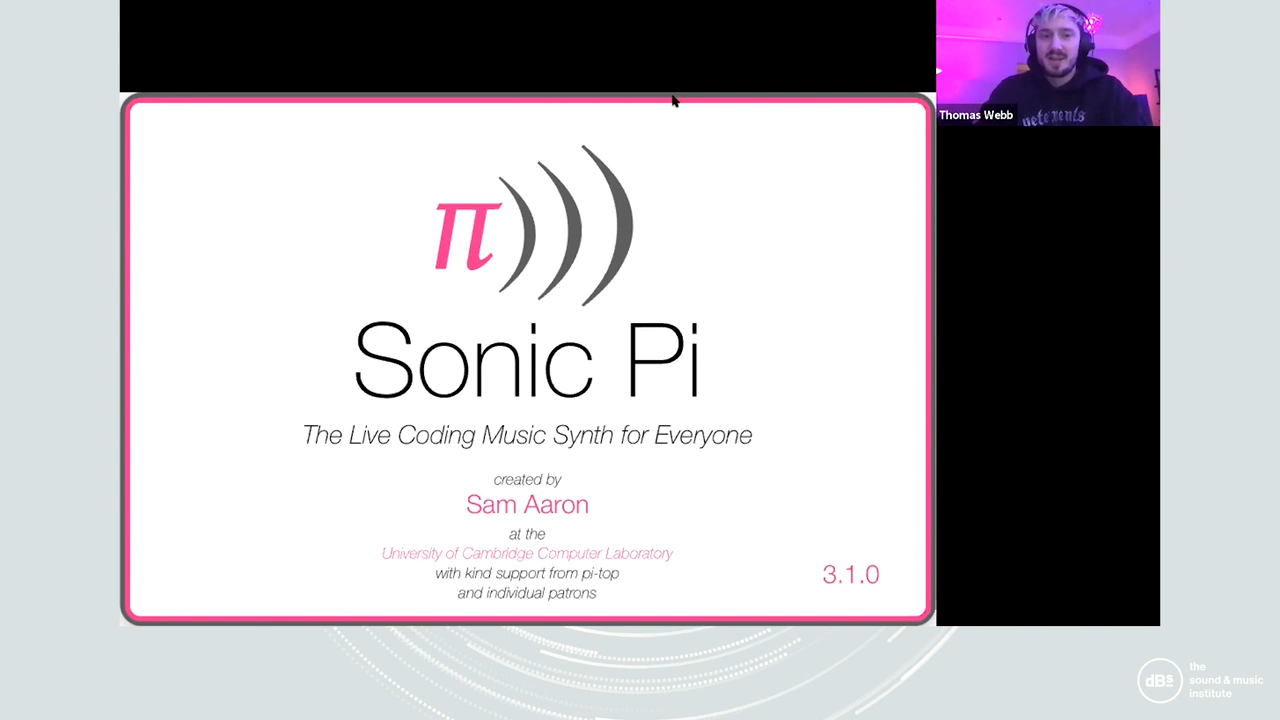 π
Sonic Pi
The Live Coding Music Synth for Everyone
created by
Sam Aaron
at the
University of Cambridge Computer Laboratory
with kind support from pi-top
and individual patrons
3.1.0
Thomas Webb
dBs
the
sound & music
institute